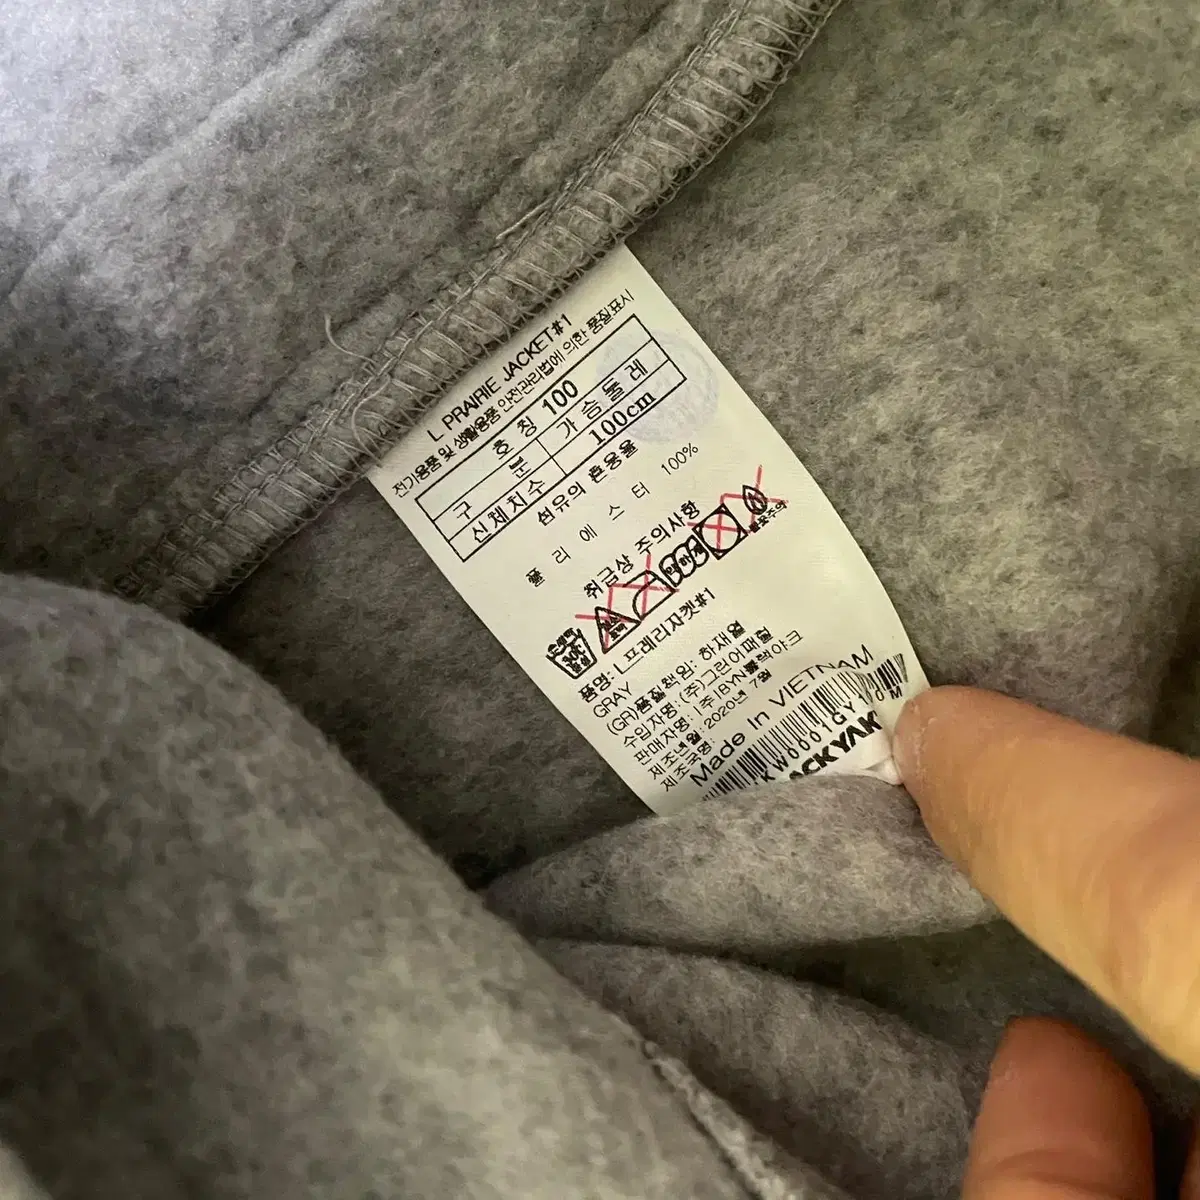 L PRAIRIE JACKET#1
전기용품 및 생활용품 안전관리법에 의한 품질표시
호칭 100
구 분 가슴둘레
신체치수 100cm
섬유의 혼용율
폴리에스터 100%
취급상 주의사항
품명: L프레리자켓#1
GRAY
(GR)품질책임: 하재열
수입자명 :(주)그린어패럴
판매자명 :(주)BYN블랙야크
제조년월 : 2020년 7월
제조국명
Made In VIETNAM